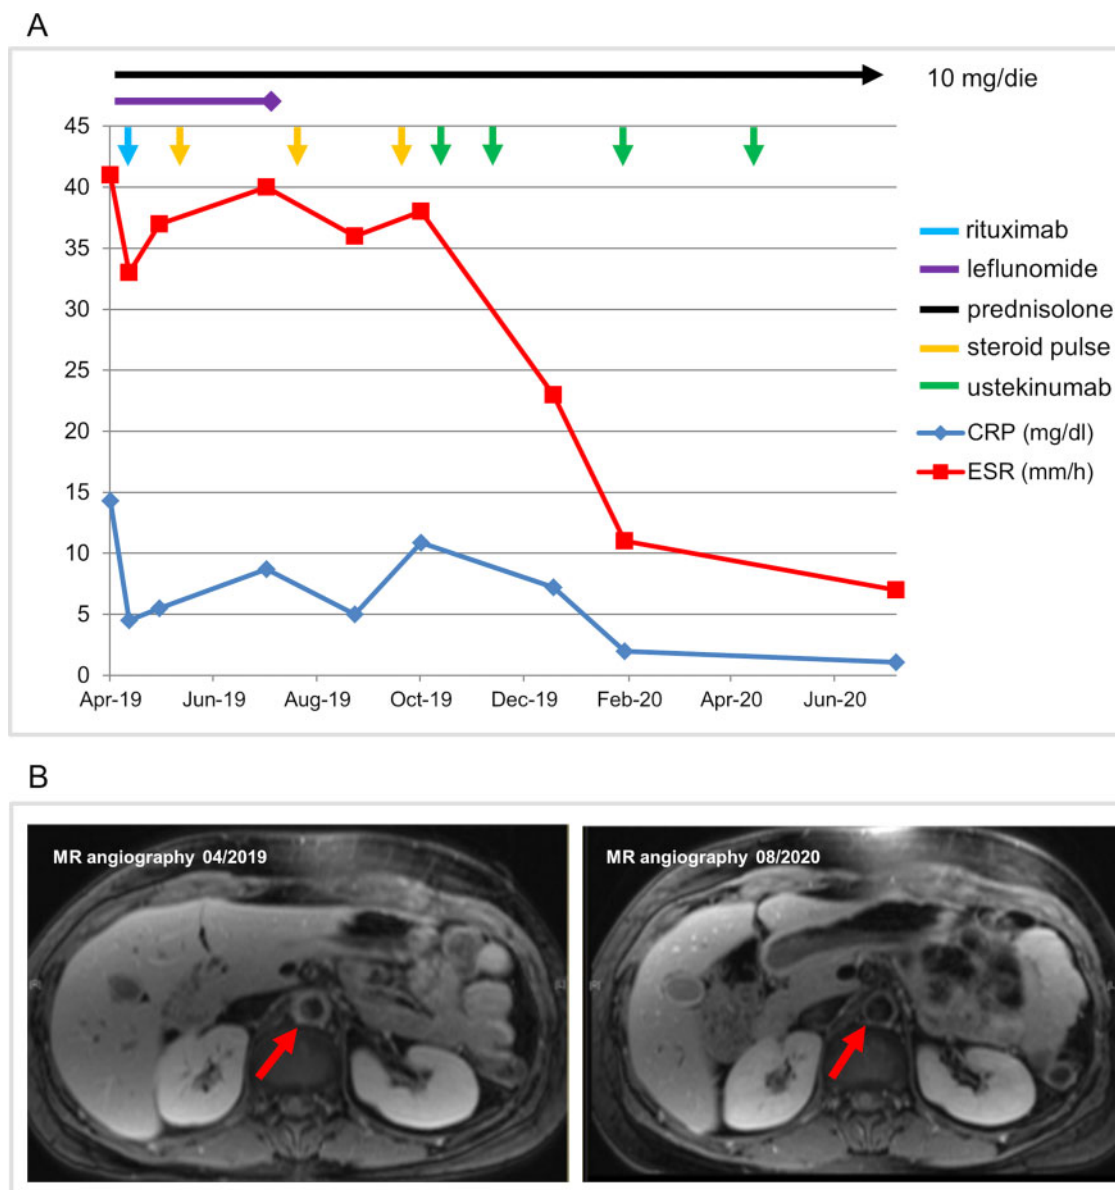 A
10 mg/die
45
40
35
30
25
20
15
10
5
0
Apr-19 Jun-19 Aug-19 Oct-19 Dec-19 Feb-20 Apr-20 Jun-20
rituximab
leflunomide
prednisolone
steroid pulse
ustekinumab
CRP (mg/dl)
ESR (mm/h)
B
MR angiography 04/2019
MR angiography 08/2020